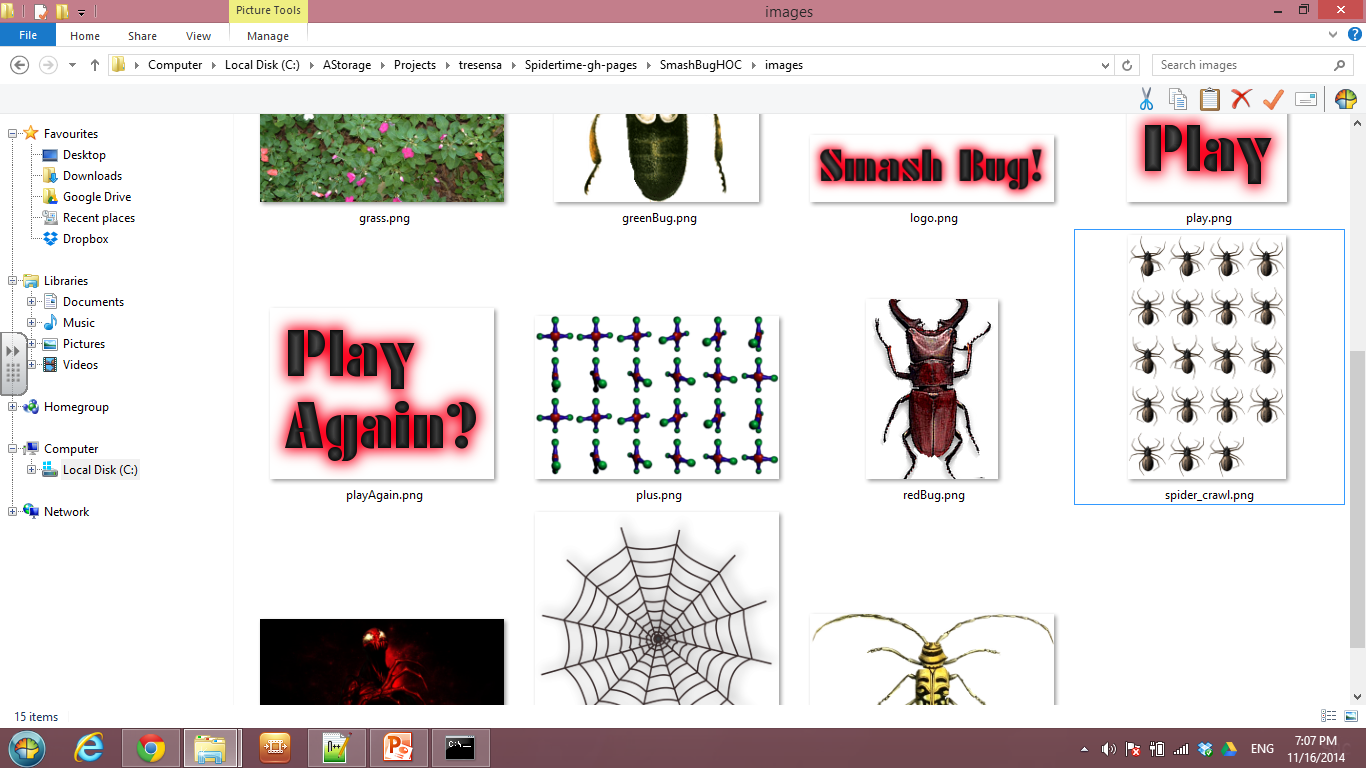 Picture Tools
images
File
Home
Share
View
Manage
Computer
Local Disk (C:)
AStorage
Projects
tresensa
Spidertime-gh-pages
SmashBugHOC
images
Search images
Favourites
Desktop
Downloads
Google Drive
Recent places
Dropbox
Libraries
Documents
Music
Pictures
Videos
Homegroup
Computer
Local Disk (C:)
Network
Smash Bug!
Play
grass.png
greenBug.png
logo.png
play.png
Play
Again?
playAgain.png
plus.png
redBug.png
spider_crawl.png
15 items
C:\
ENG
7:07 PM
11/16/2014